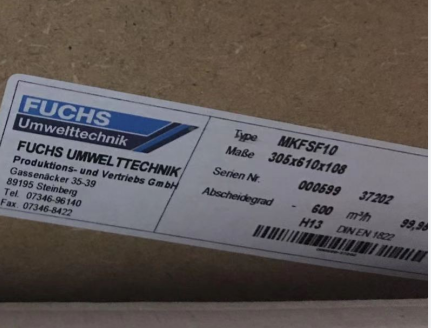 FUCHS
Umwelttechnik
FUCHS UMWELTTECHNIK
Produktions- und Vertriebs GmbH
Gassenäcker 35-39
89195 Steinberg
Tel. 07346-96140
Fax. 07346-8422
Type MKFSF10
Maße 305x610x108
Serien Nr. 000599 37202
Abscheidegrad - 600 m³/h
H13 DIN EN 1822